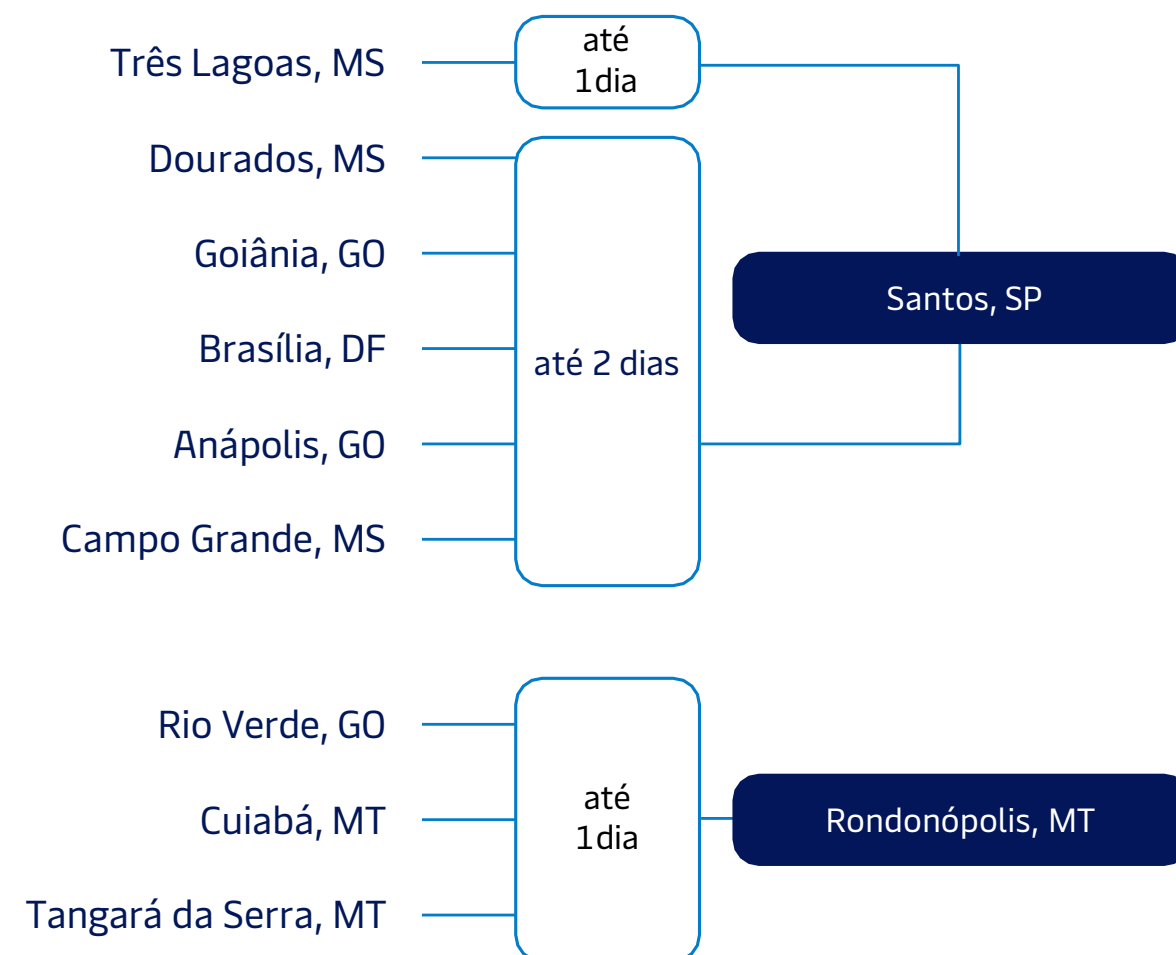 Três Lagoas, MS
até
1dia
Dourados, MS
Goiânia, GO
Santos, SP
Brasília, DF
até 2 dias
Anápolis, GO
Campo Grande, MS
Rio Verde, GO
até
1dia
Cuiabá, MT
Rondonópolis, MT
Tangará da Serra, MT